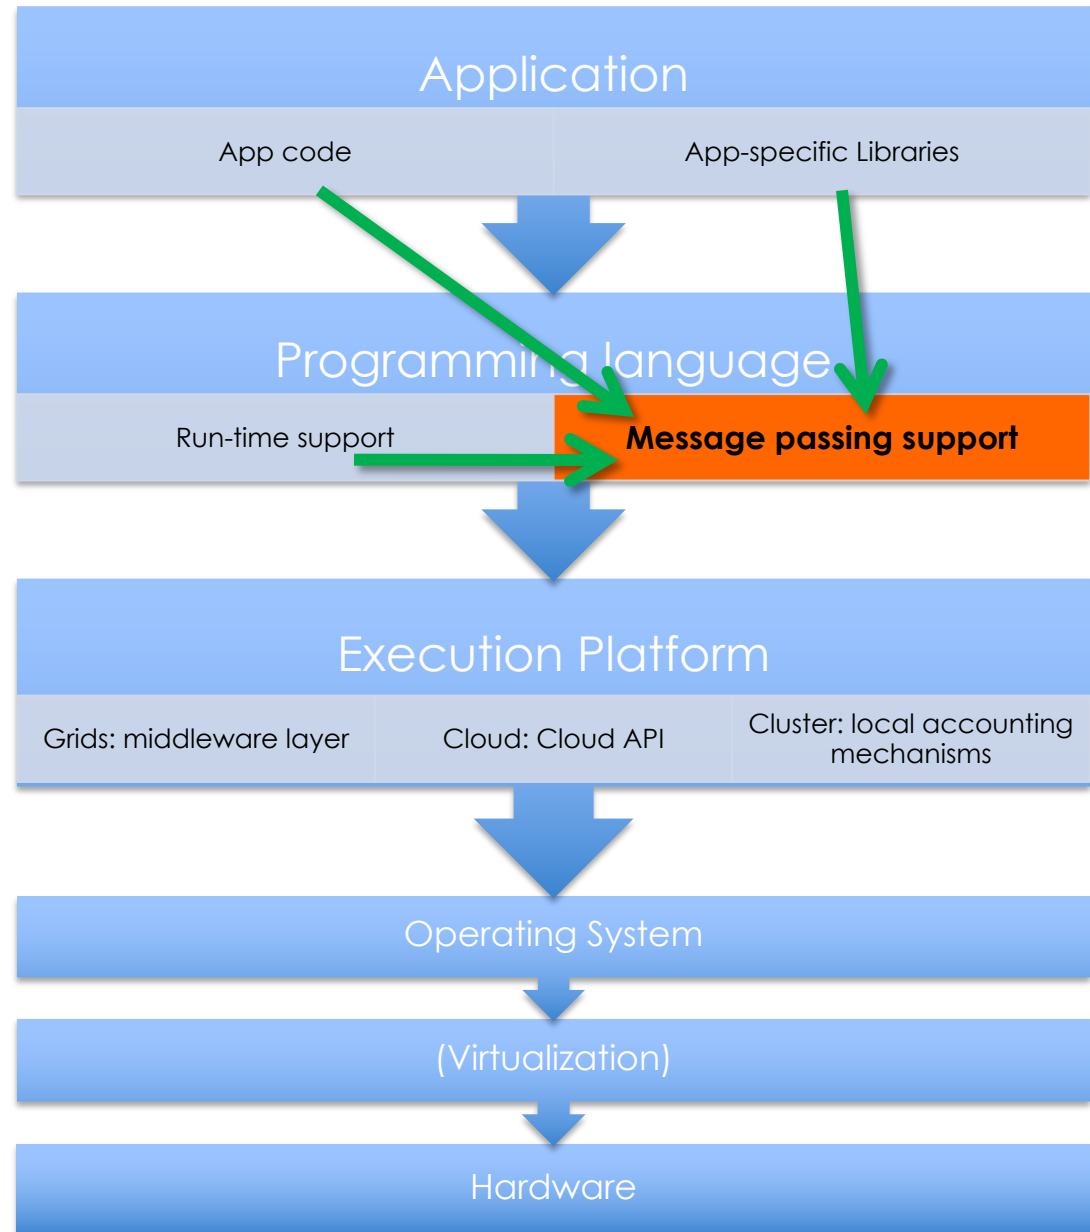 Application
App code
App-specific Libraries
Programming language
Run-time support
Message passing support
Execution Platform
Grids: middleware layer
Cloud: Cloud API
Cluster: local accounting
mechanisms
Operating System
(Virtualization)
Hardware